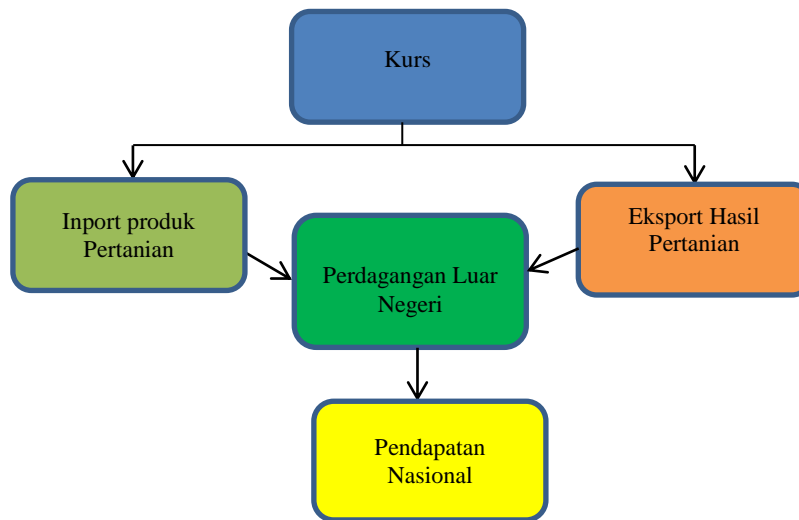 Kurs
Inport produk
Pertanian
Eksport Hasil
Pertanian
Perdagangan Luar
Negeri
Pendapatan
Nasional